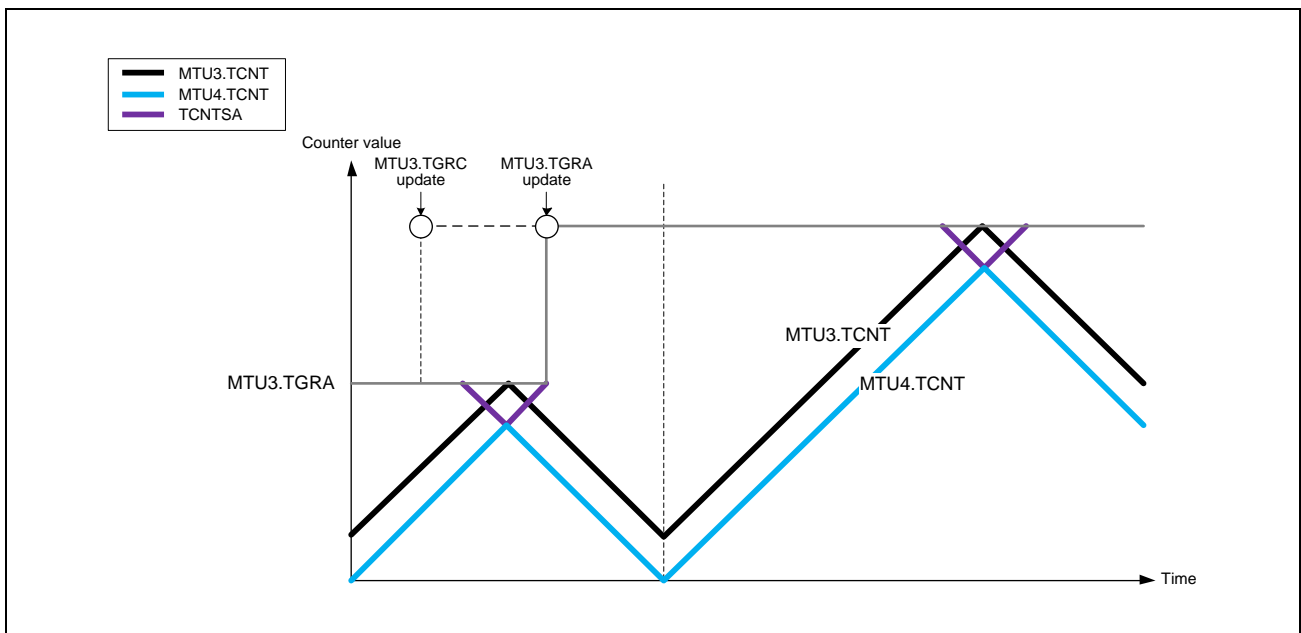 MTU3.TCNT
MTU4.TCNT
TCNTSA
Counter value
MTU3.TGRC
update
MTU3.TGRA
update
MTU3.TCNT
MTU3.TGRA
MTU4.TCNT
Time